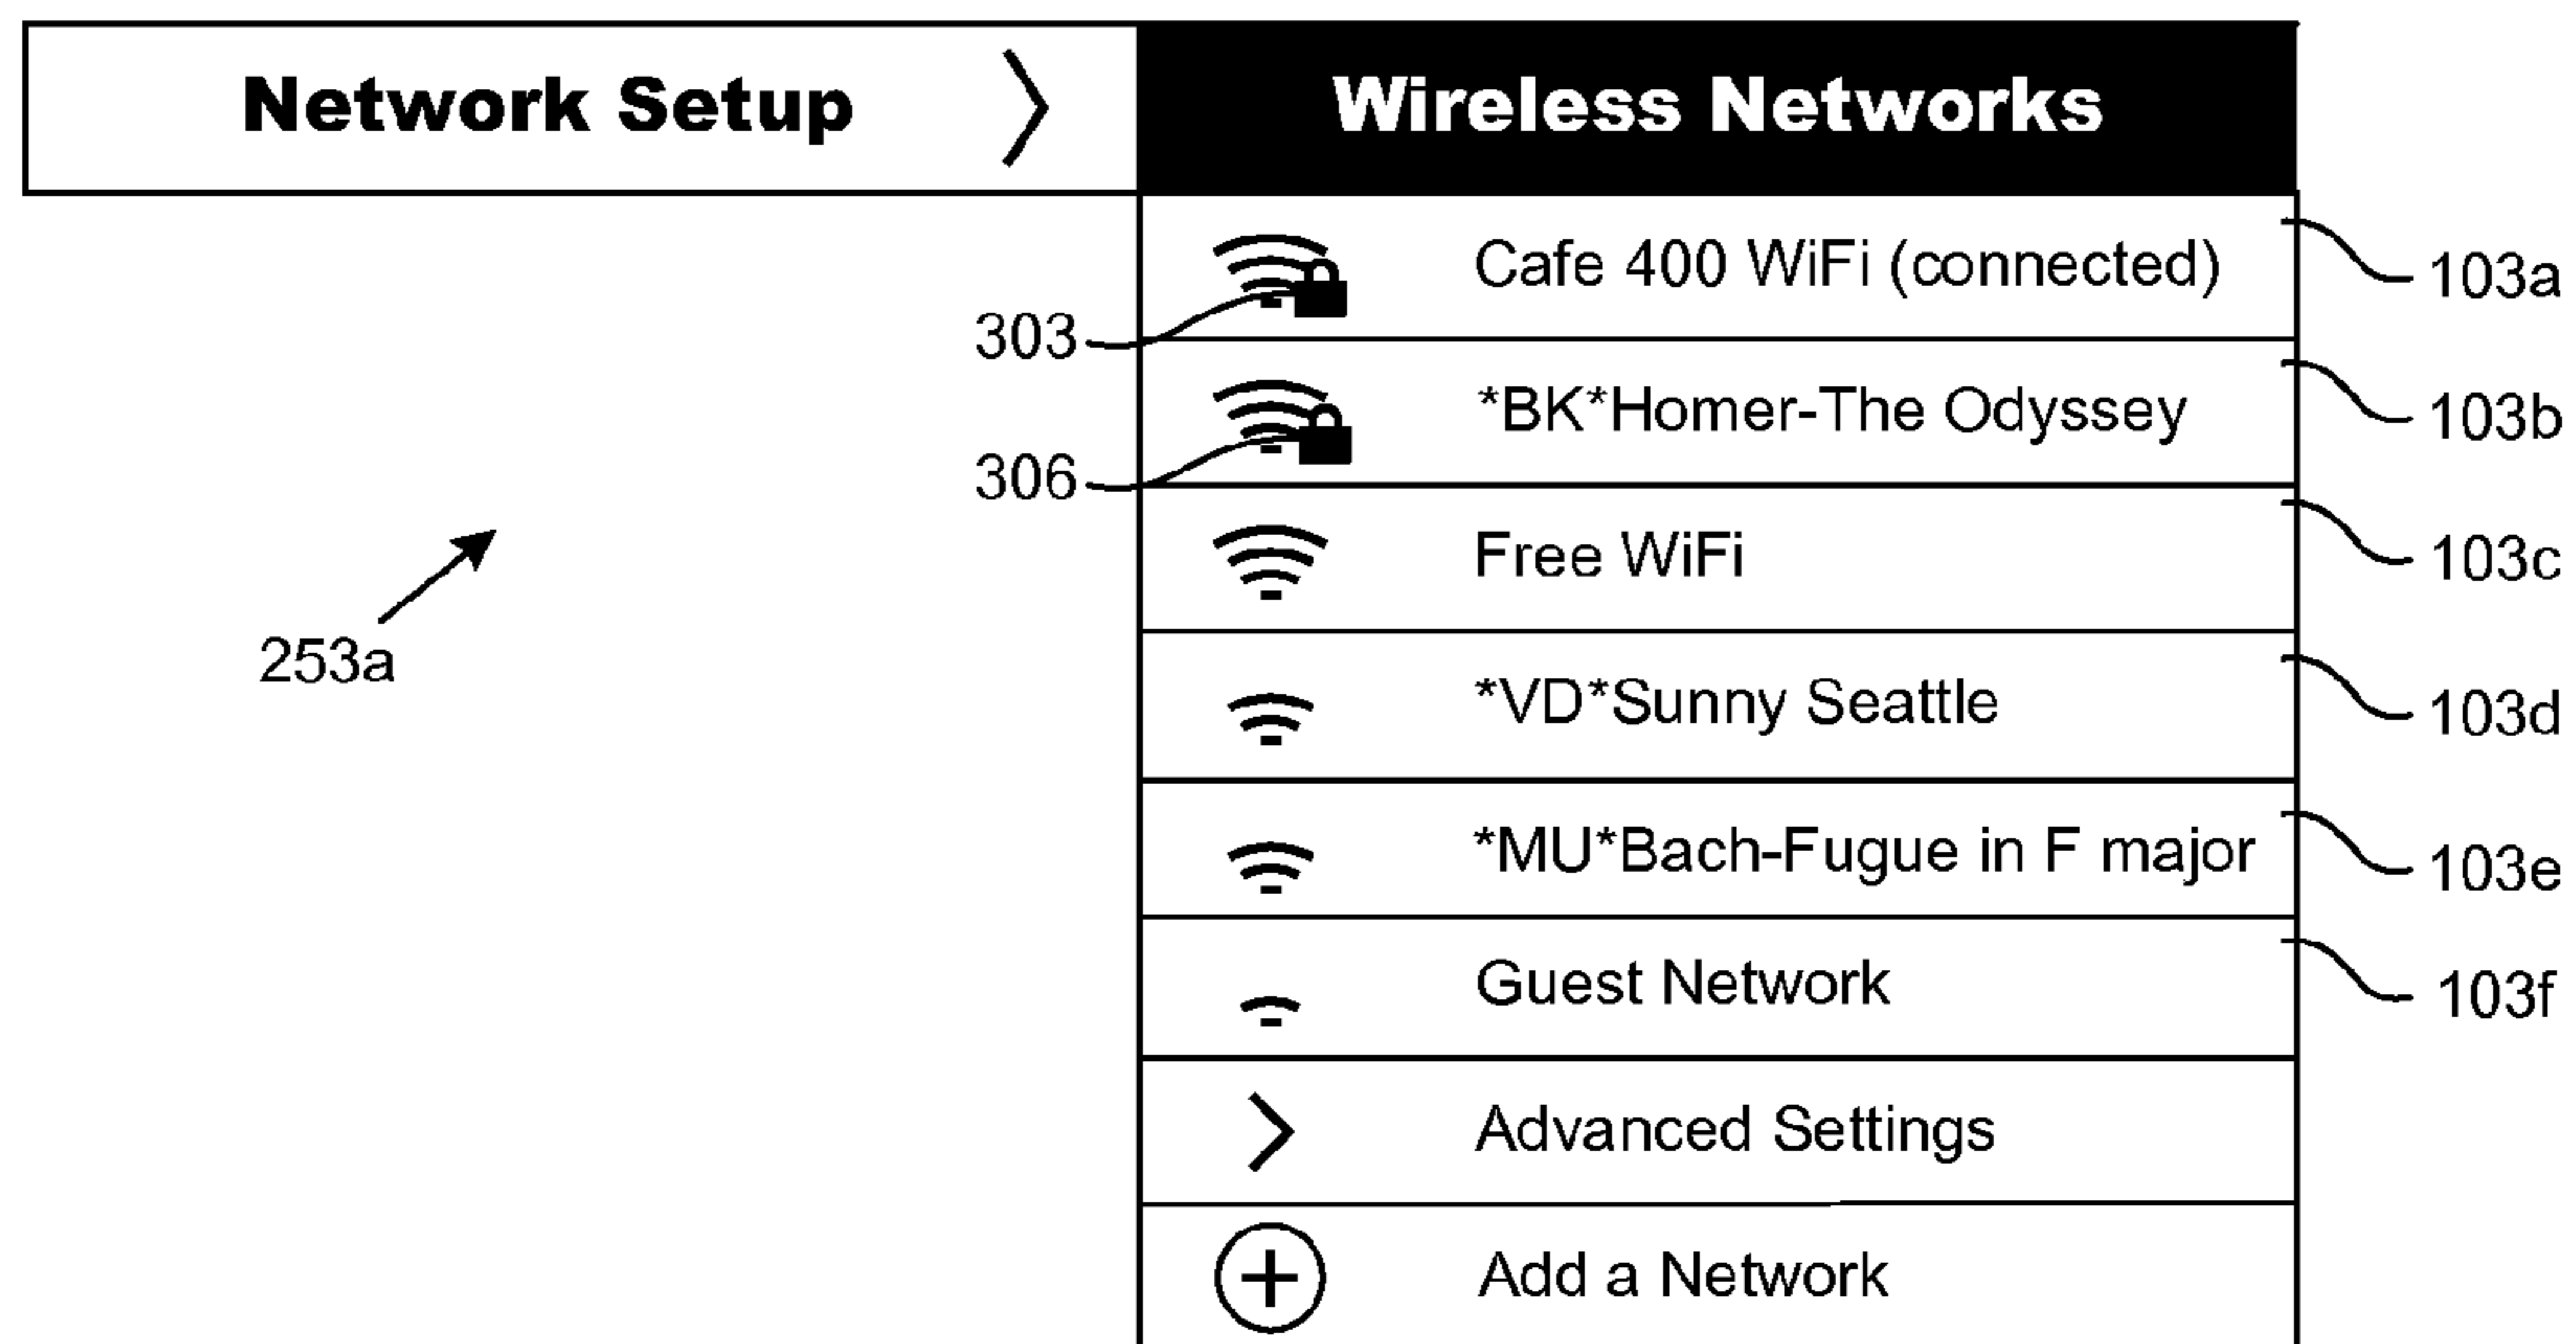 Network Setup
Wireless Networks
Cafe 400 WiFi (connected)
103a
303
*BK*Homer-The Odyssey
103b
306
Free WiFi
103c
253a
*VD*Sunny Seattle
103d
*MU*Bach-Fugue in F major
103e
Guest Network
103f
Advanced Settings
Add a Network